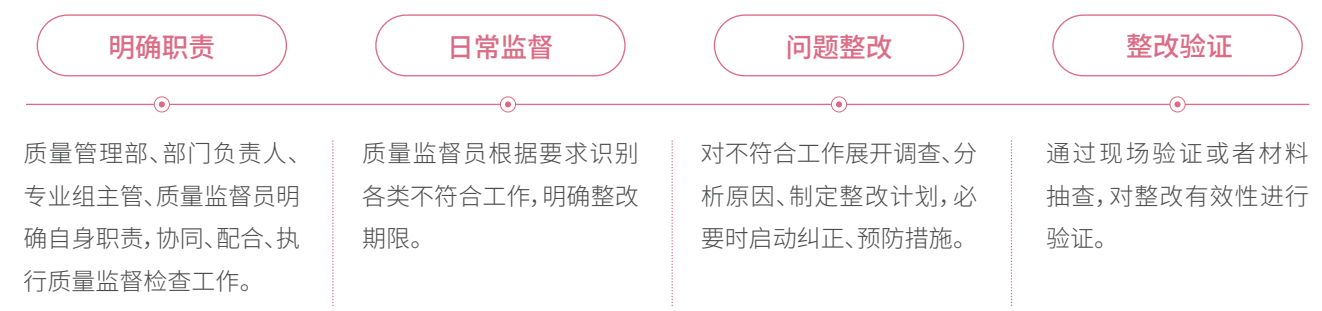 明确职责
质量管理部、部门负责人、
专业组主管、质量监督员明
确自身职责，协同、配合、执
行质量监督检查工作。
日常监督
质量监督员根据要求识别
各类不符合工作，明确整改
期限。
问题整改
对不符合工作展开调查、分
析原因、制定整改计划，必
要时启动纠正、预防措施。
整改验证
通过现场验证或者材料
抽查，对整改有效性进行
验证。